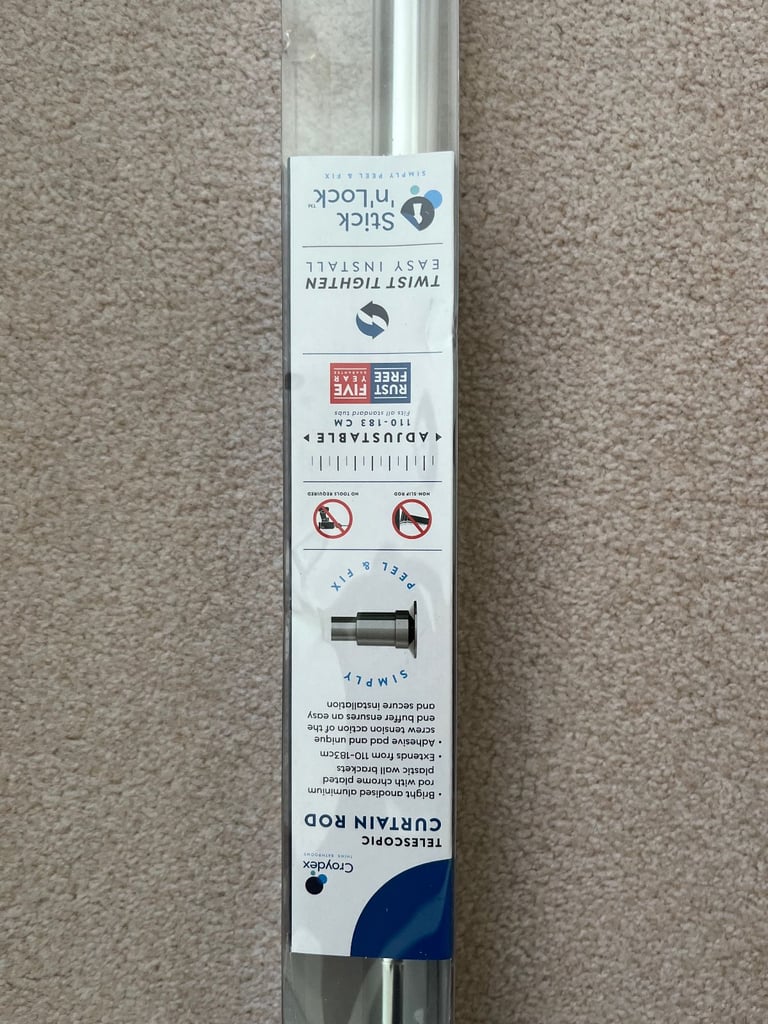 Croydex
THINK BATHROOMS
TELESCOPIC
CURTAIN ROD
• Bright anodised aluminium
rod with chrome plated
plastic wall brackets
• Extends from 110-183cm
• Adhesive pad and unique
screw tension action of the
end buffer ensures an easy
and secure installation
SIMPLY
PEEL & FIX
NON-SLIP ROD
NO TOOLS REQUIRED
ADJUSTABLE
110-183 CM
Fits all standard tubs
RUST
FREE
FIVE
YEAR
GUARANTEE
TWIST TIGHTEN
EASY INSTALL
Stick
'n'Lock™
SIMPLY PEEL & FIX